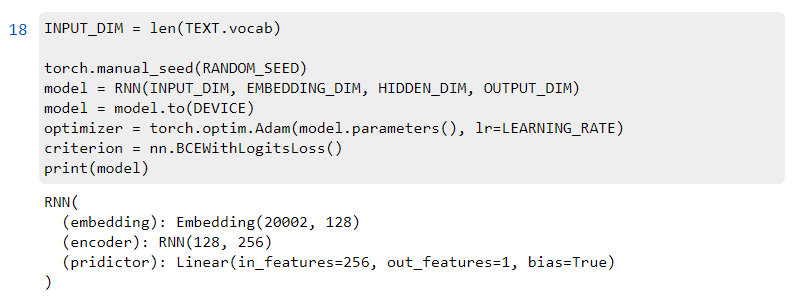 18
INPUT_DIM = len(TEXT.vocab)
torch.manual_seed(RANDOM_SEED)
model = RNN(INPUT_DIM, EMBEDDING_DIM, HIDDEN_DIM, OUTPUT_DIM)
model = model.to(DEVICE)
optimizer = torch.optim.Adam(model.parameters(), lr=LEARNING_RATE)
criterion = nn.BCEWithLogitsLoss()
print(model)
RNN(
  (embedding): Embedding(20002, 128)
  (encoder): RNN(128, 256)
  (pridictor): Linear(in_features=256, out_features=1, bias=True)
)